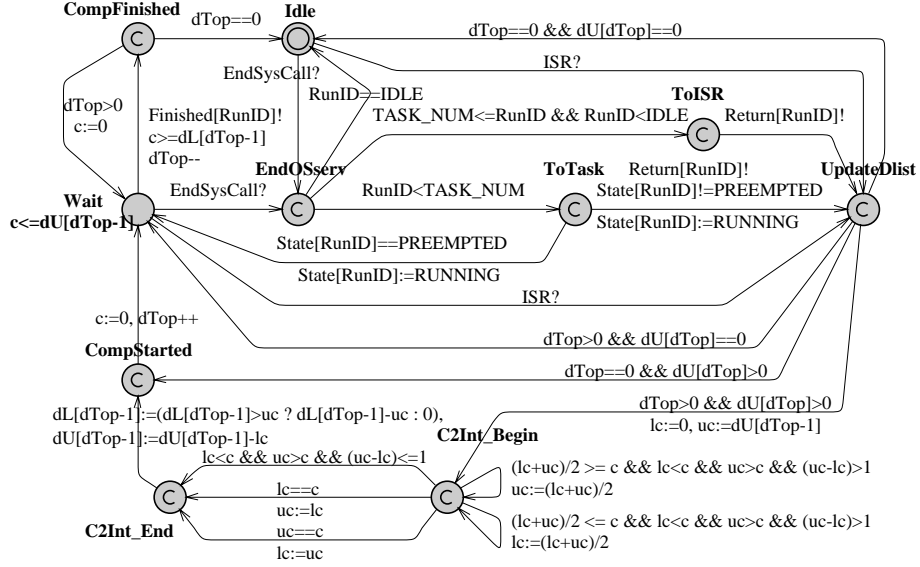 CompFinished
dTop==0
Idle
dTop==0 && dU[dTop]==0
C
EndSysCall?
ISR?
RunID==IDLE
ToISR
dTop>0
c:=0
Finished[RunID]!
c>=dL[dTop-1]
dTop--
TASK_NUM<=RunID && RunID<IDLE
Return[RunID]!
C
EndOSserv
ToTask
Return[RunID]!
UpdateDlist
Wait
c<=dU[dTop-1]
EndSysCall?
RunID<TASK_NUM
State[RunID]!=PREEMPTED
C
C
C
State[RunID]:=RUNNING
State[RunID]==PREEMPTED
State[RunID]:=RUNNING
ISR?
c:=0, dTop++
dTop>0 && dU[dTop]==0
CompStarted
dTop==0 && dU[dTop]>0
C
dL[dTop-1]:=(dL[dTop-1]>uc ? dL[dTop-1]-uc : 0),
dU[dTop-1]:=dU[dTop-1]-lc
dTop>0 && dU[dTop]>0
lc:=0, uc:=dU[dTop-1]
C2Int_Begin
lc<c && uc>c && (uc-lc)<=1
(lc+uc)/2 >= c && lc<c && uc>c && (uc-lc)>1
uc:=(lc+uc)/2
lc==c
C
C
uc:=lc
(lc+uc)/2 <= c && lc<c && uc>c && (uc-lc)>1
lc:=(lc+uc)/2
C2Int_End
uc==c
lc:=uc